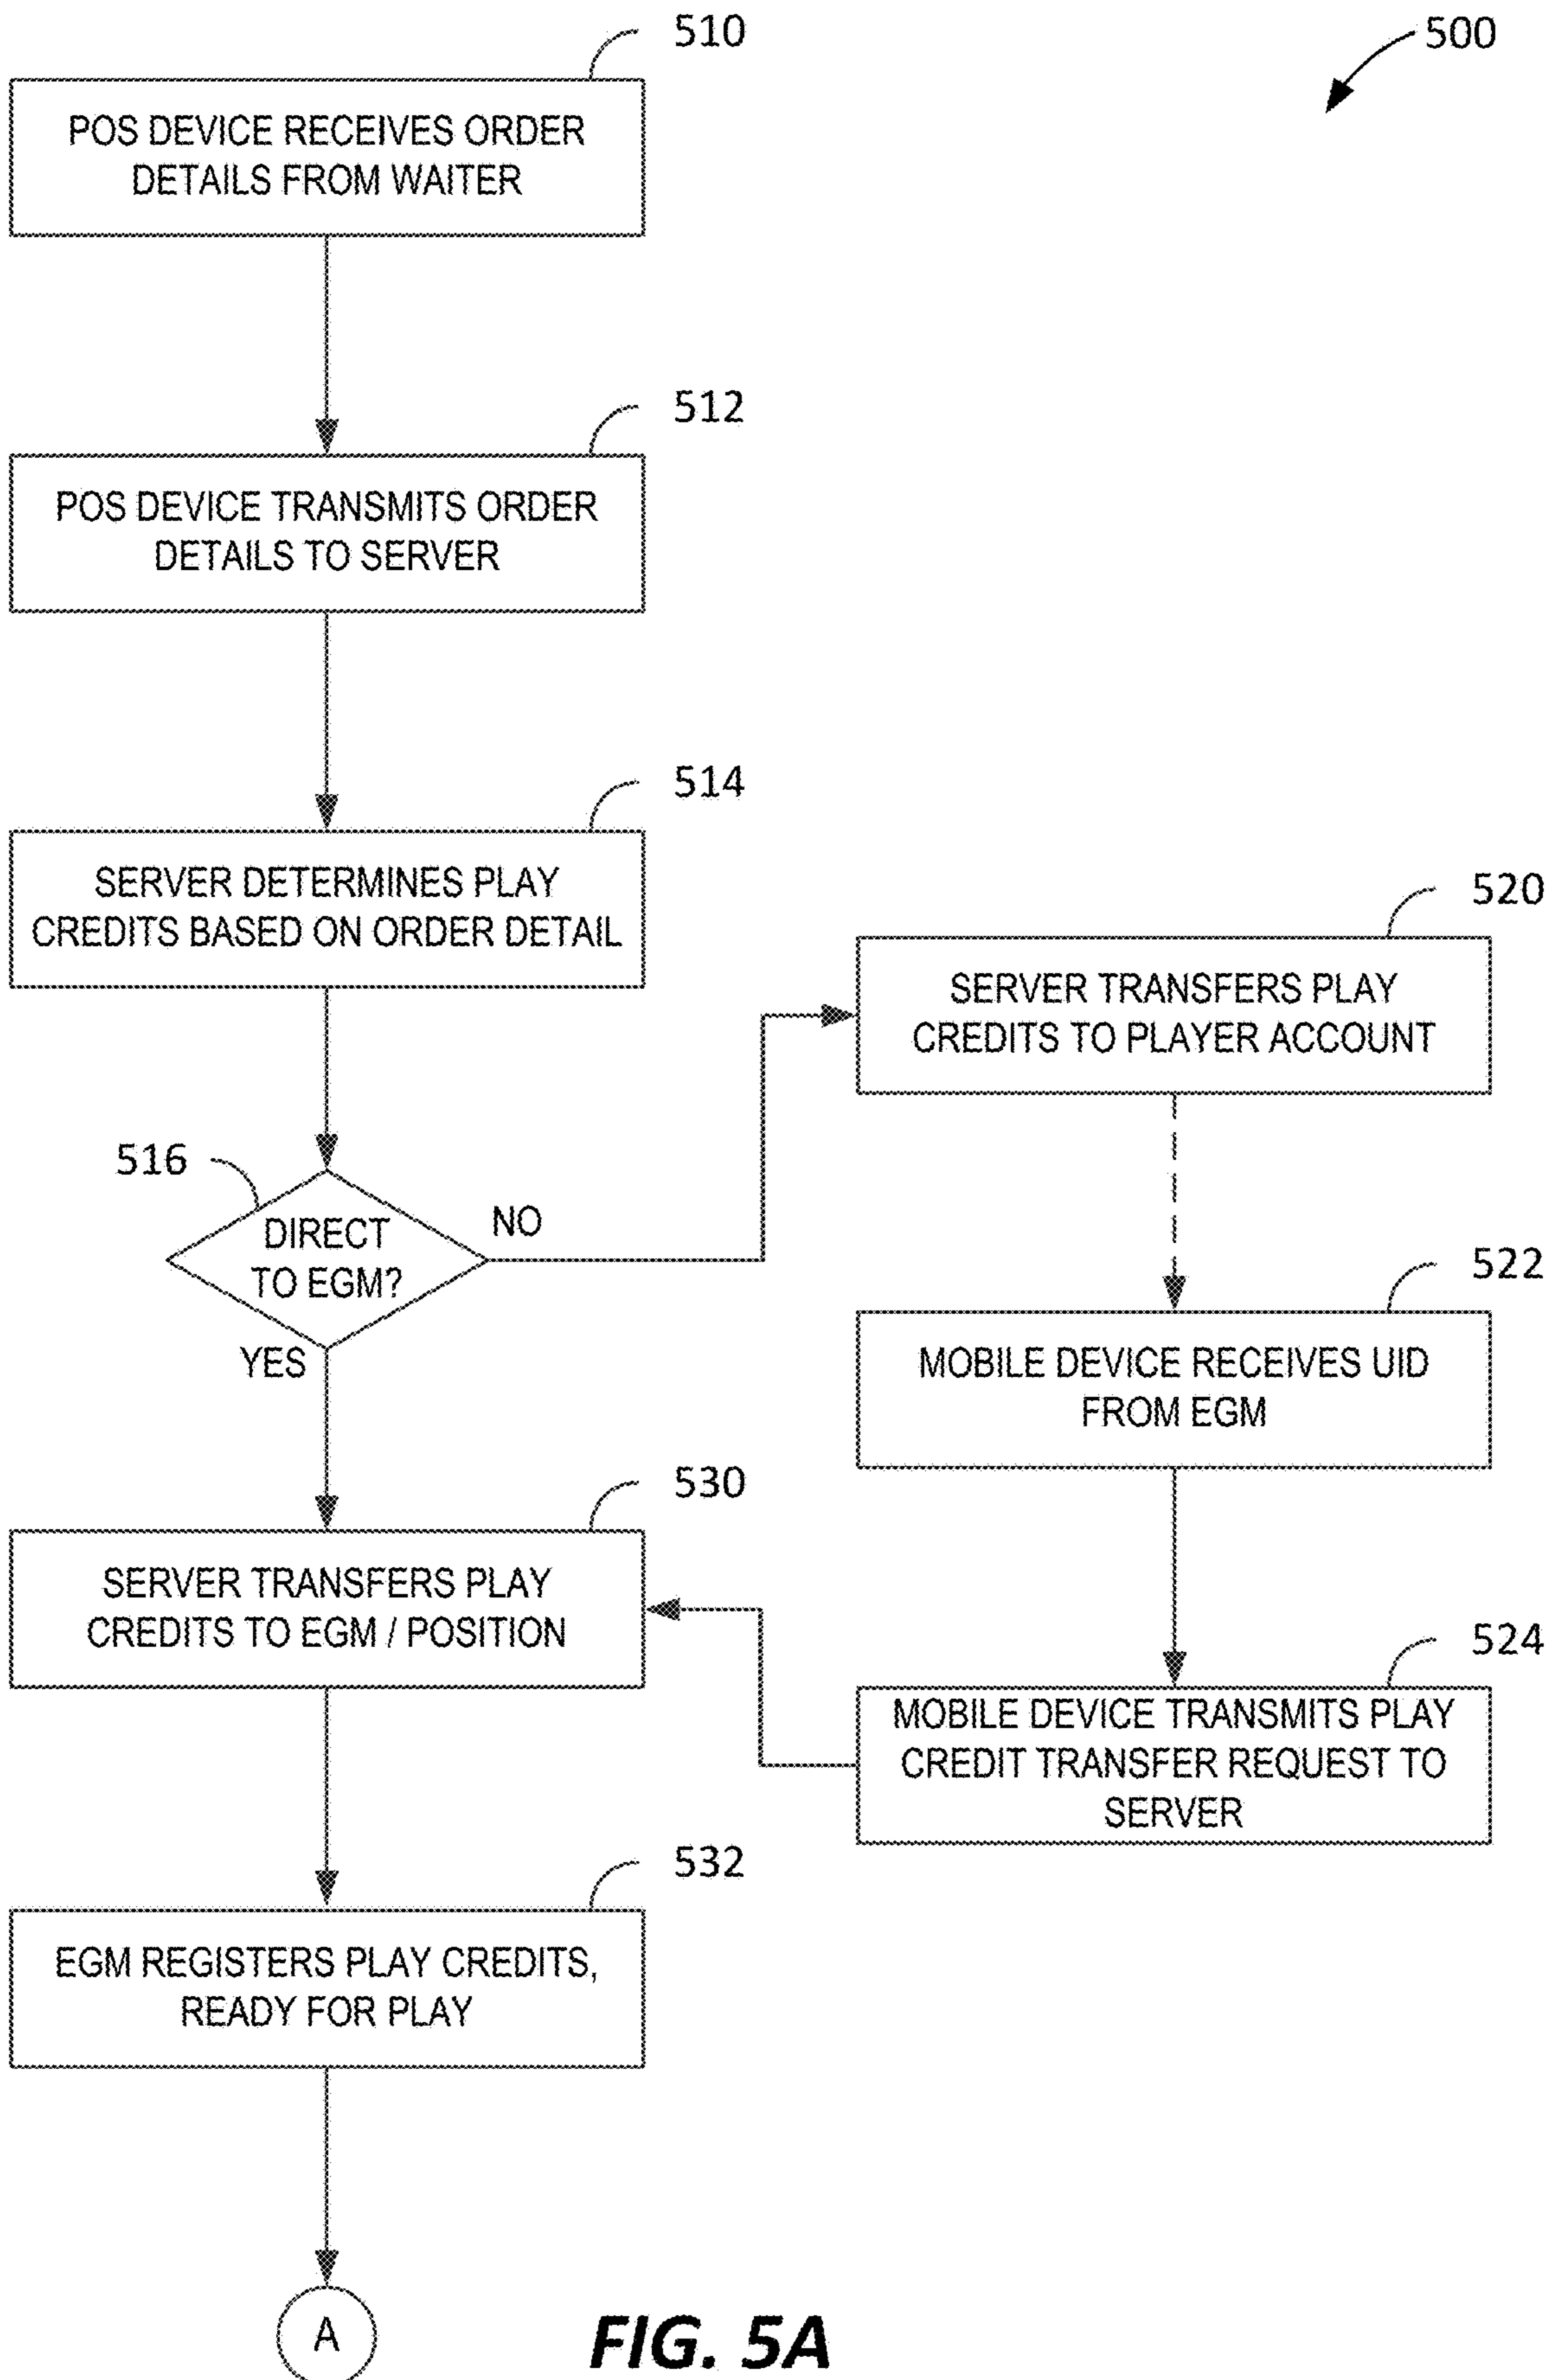 510
500
POS DEVICE RECEIVES ORDER
DETAILS FROM WAITER
512
POS DEVICE TRANSMITS ORDER
DETAILS TO SERVER
514
SERVER DETERMINES PLAY
CREDITS BASED ON ORDER DETAIL
516
DIRECT
TO EGM?
NO
YES
520
SERVER TRANSFERS PLAY
CREDITS TO PLAYER ACCOUNT
522
MOBILE DEVICE RECEIVES UID
FROM EGM
524
MOBILE DEVICE TRANSMITS PLAY
CREDIT TRANSFER REQUEST TO
SERVER
530
SERVER TRANSFERS PLAY
CREDITS TO EGM / POSITION
532
EGM REGISTERS PLAY CREDITS,
READY FOR PLAY
A
FIG. 5A